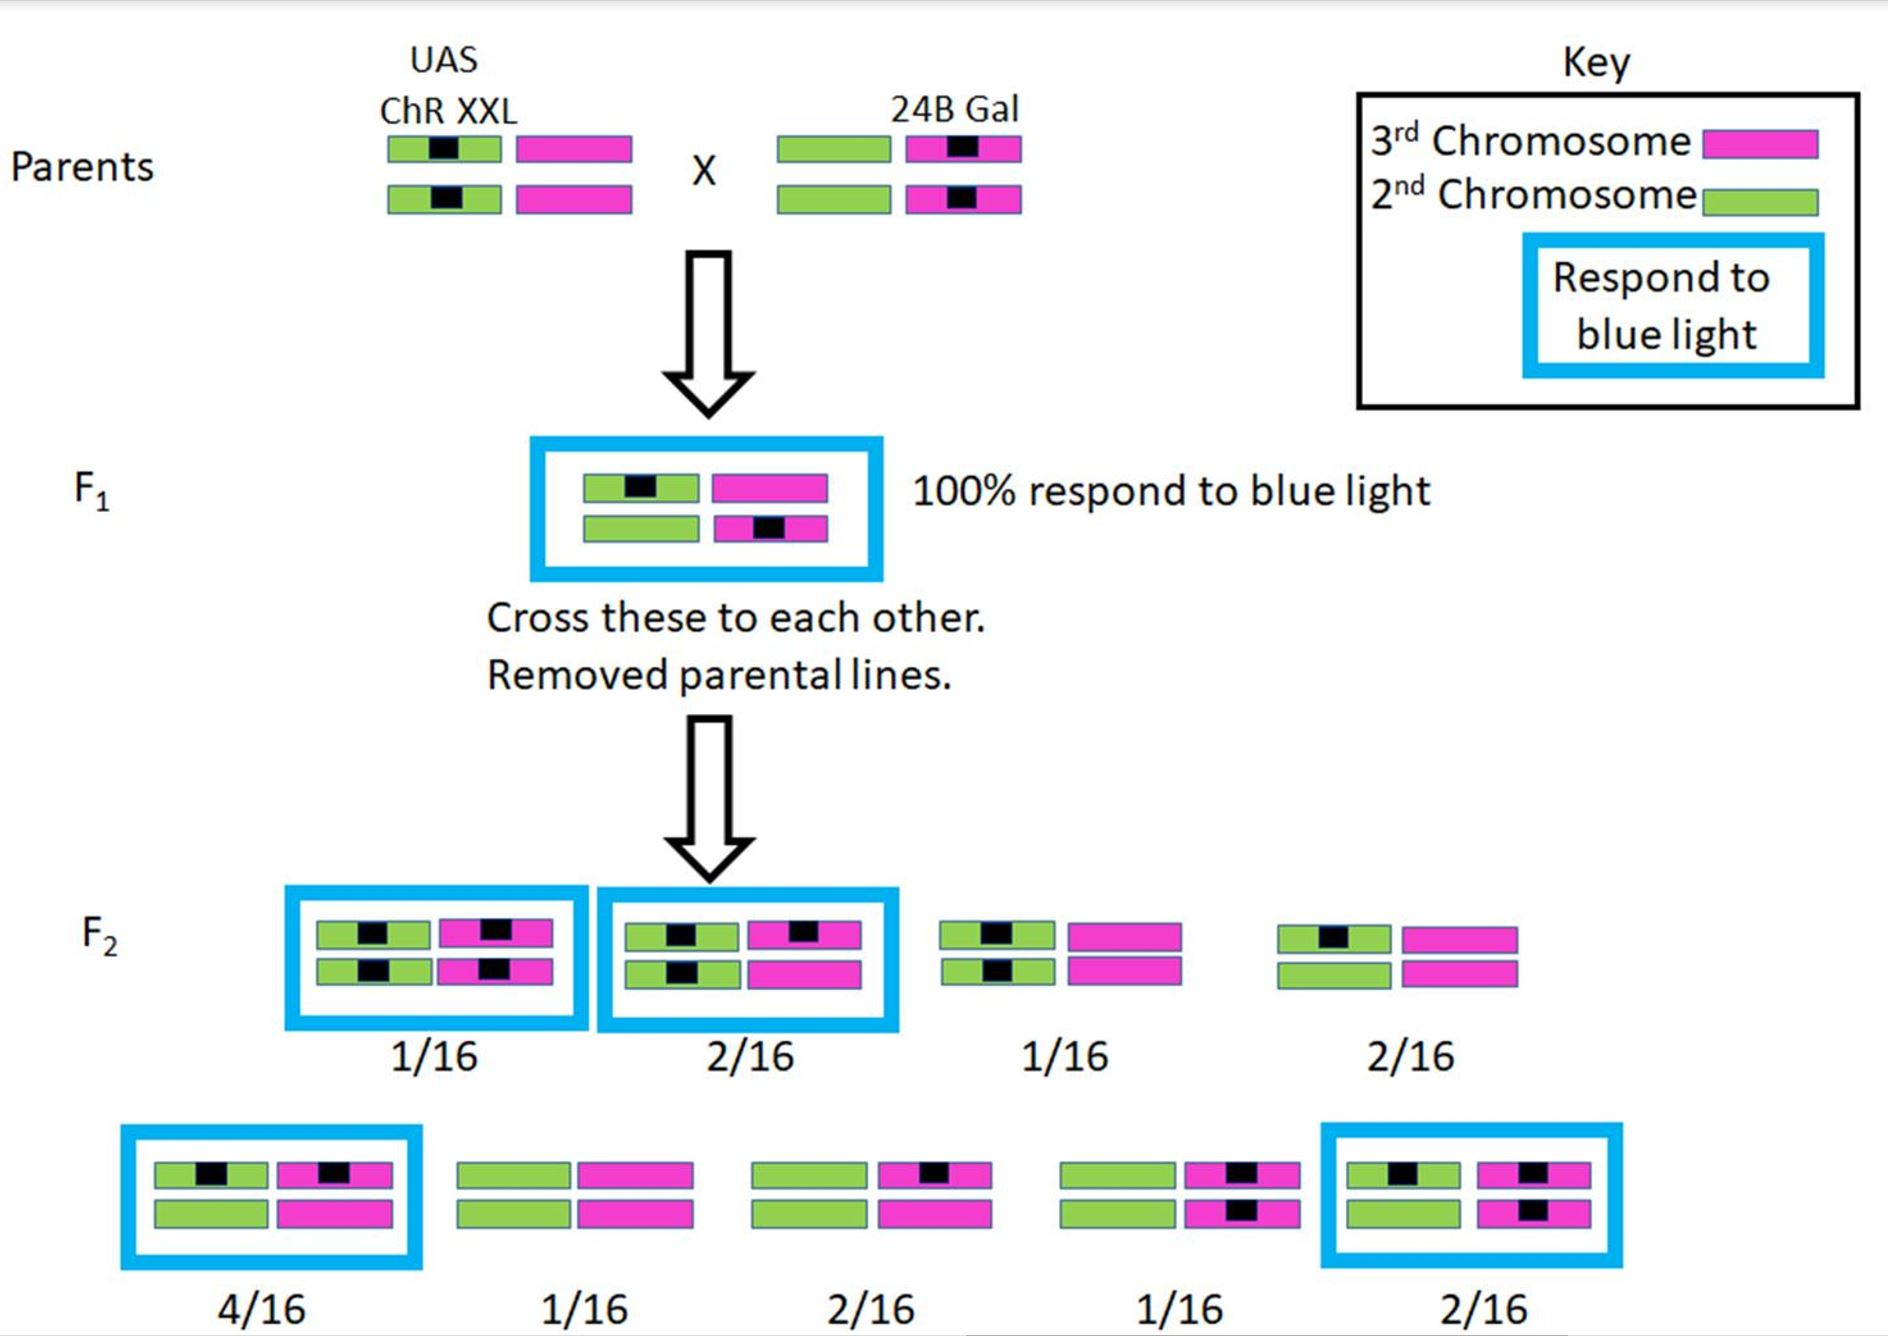 UAS
ChR XXL
24B Gal
Key
Parents
X
3rd Chromosome
2nd Chromosome
Respond to
blue light
F1
100% respond to blue light
Cross these to each other.
Removed parental lines.
F2
1/16
2/16
1/16
2/16
4/16
1/16
2/16
1/16
2/16